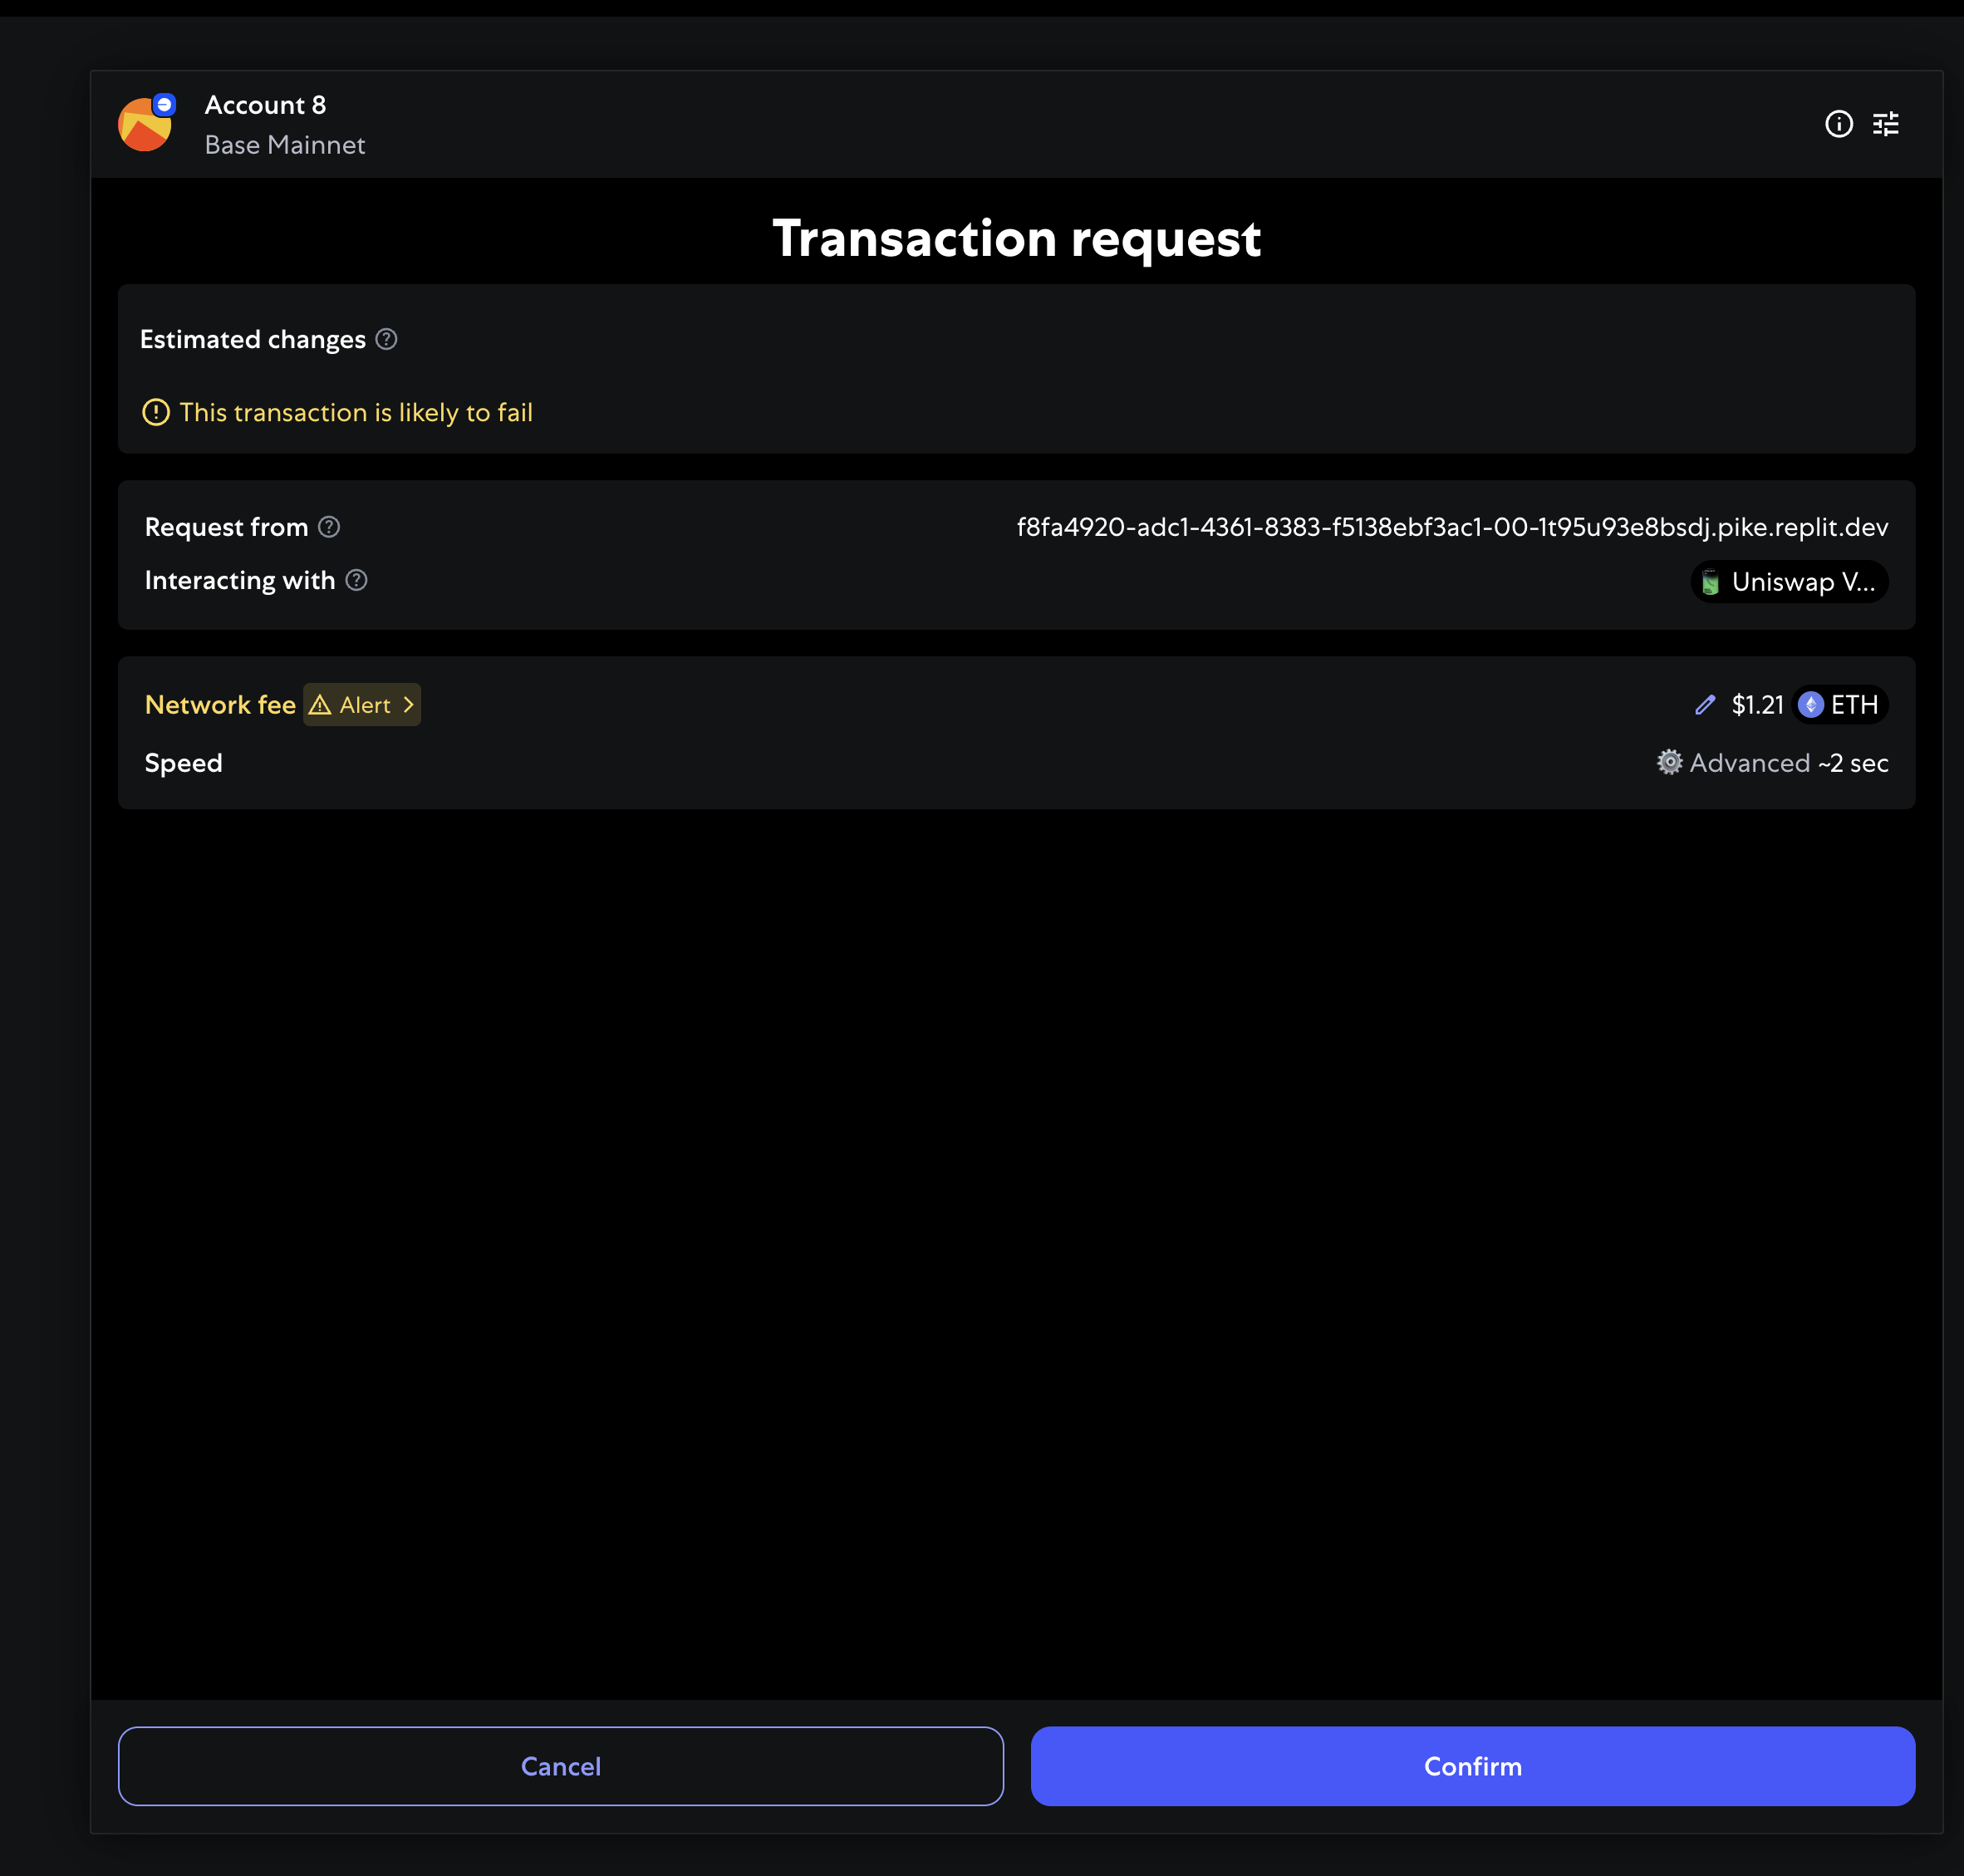 Account 8
Base Mainnet
Transaction request
Estimated changes
This transaction is likely to fail
Request from f8fa4920-adc1-4361-8383-f5138ebf3ac1-00-1t95u93e8bsdj.pike.replit.dev
Interacting with Uniswap V...
Network fee Alert $1.21 ETH
Speed Advanced ~2 sec
Cancel Confirm